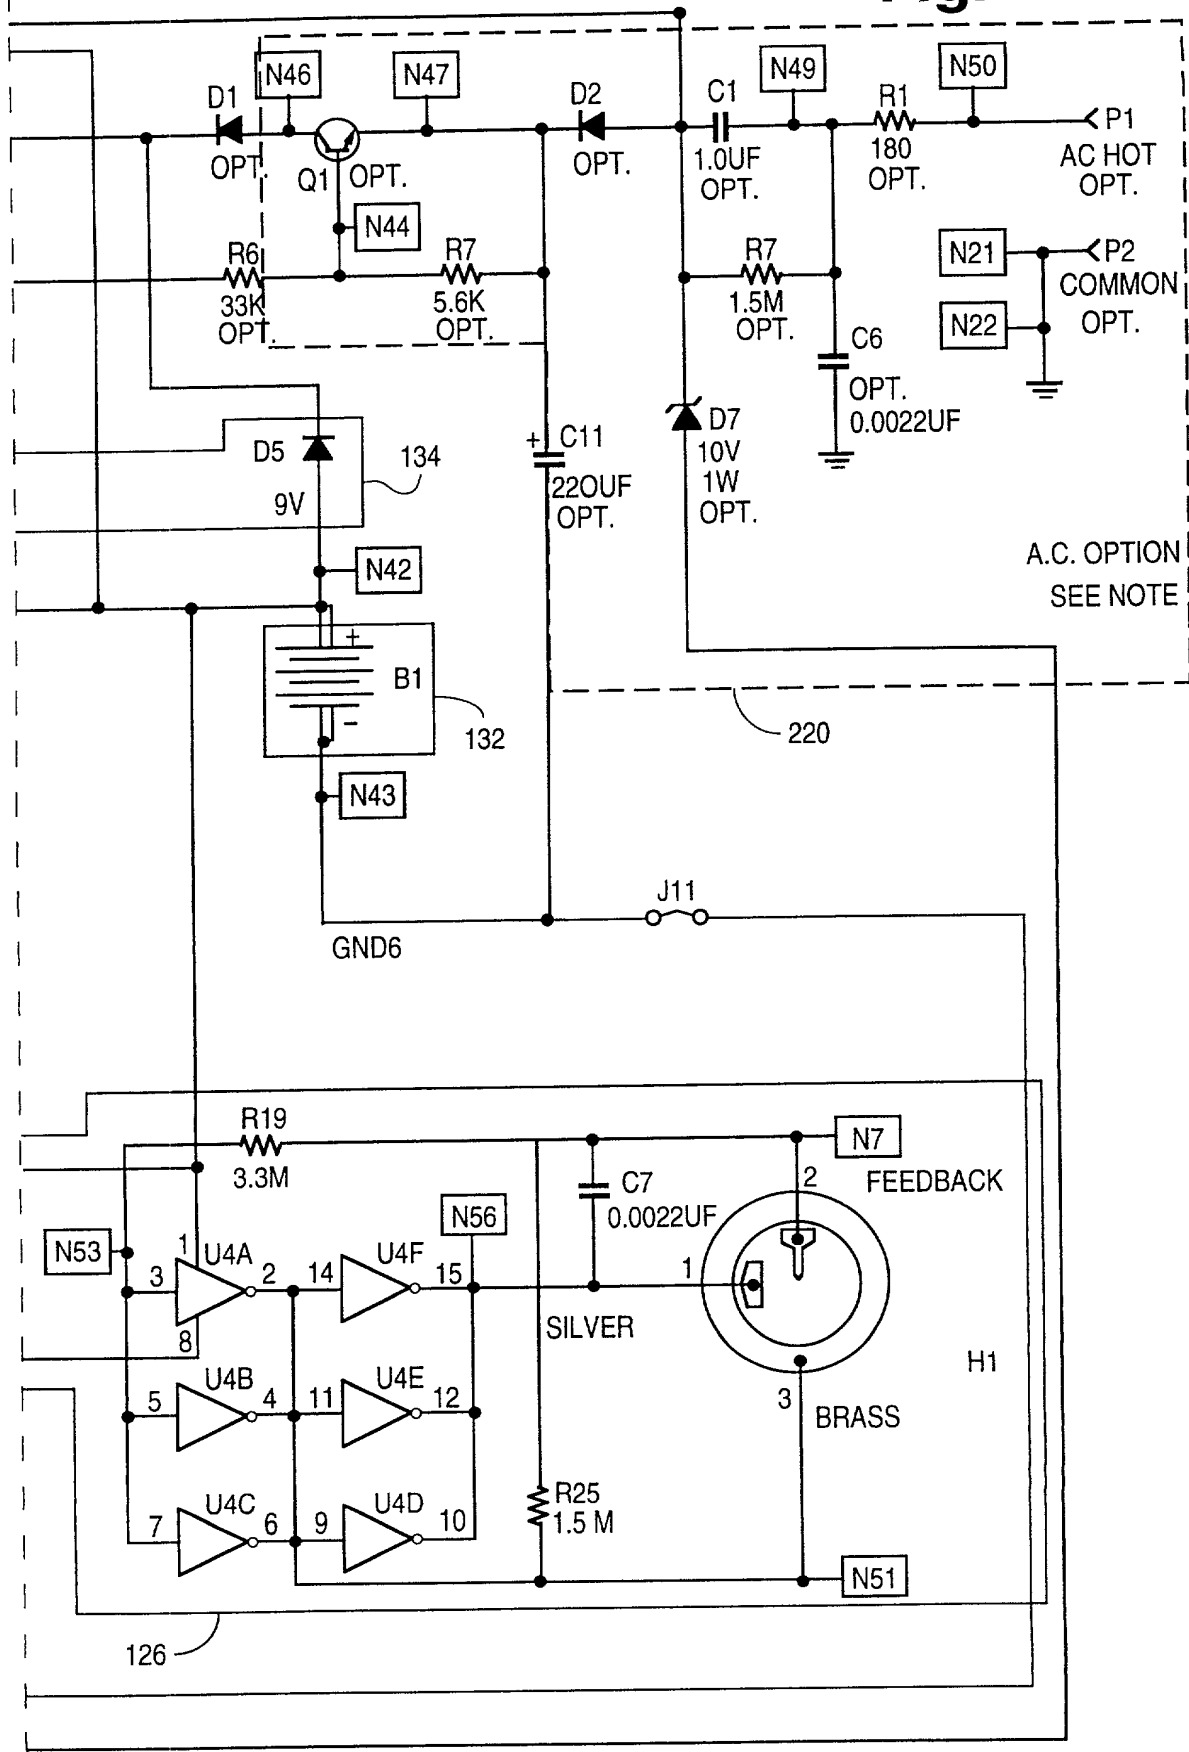 N46
N47
N49
N50
D1
D2
C1
R1
P1
OPT.
Q1
OPT.
OPT.
1.0UF
OPT.
180
OPT.
AC HOT
OPT.
N44
N21
P2
R6
R7
R7
COMMON
33K
OPT.
5.6K
OPT.
1.5M
OPT.
N22
OPT.
C6
OPT.
0.0022UF
D5
134
+
C11
D7
10V
1W
OPT.
9V
220UF
OPT.
A.C. OPTION
SEE NOTE
N42
+
B1
-
132
220
N43
J11
GND6
R19
3.3M
N7
2
FEEDBACK
C7
0.0022UF
N56
N53
1
U4A
U4F
3
2
14
15
1
8
SILVER
H1
U4B
U4E
5
4
11
12
3
BRASS
U4C
U4D
R25
1.5 M
7
6
9
10
N51
126